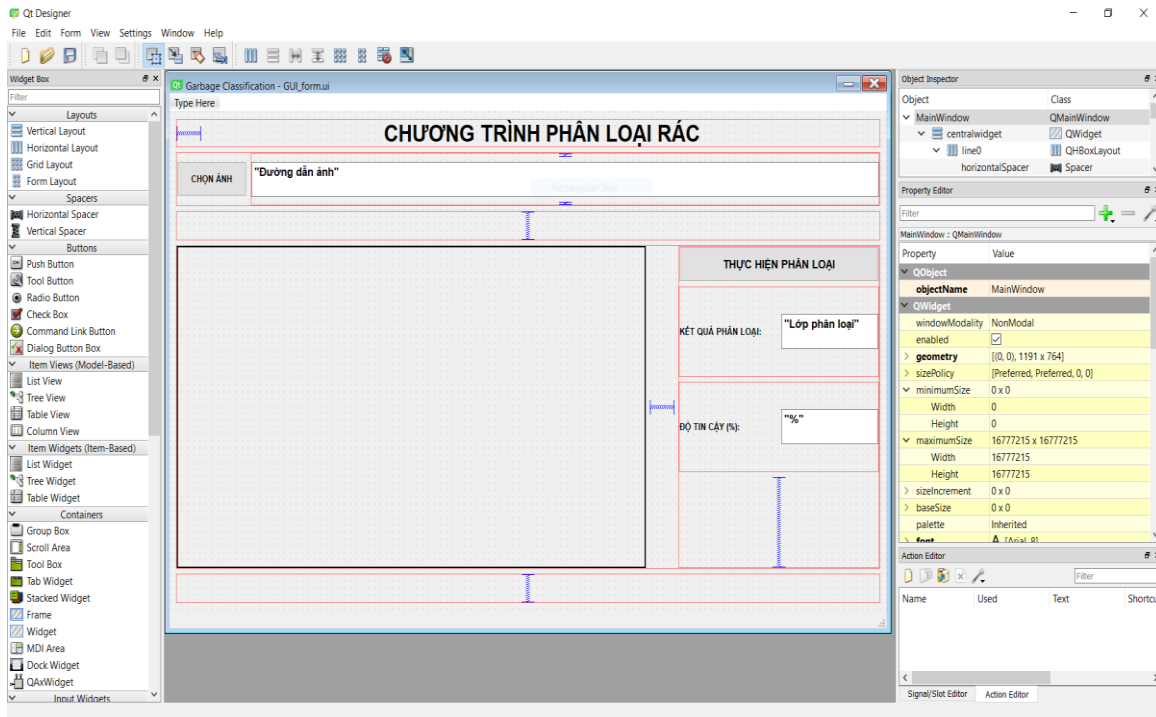 Qt Designer
File Edit Form View Settings Window Help
Widget Box
Filter
Layouts
Vertical Layout
Horizontal Layout
Grid Layout
Form Layout
Spacers
Horizontal Spacer
Vertical Spacer
Buttons
Push Button
Tool Button
Radio Button
Check Box
Command Link Button
Dialog Button Box
Item Views (Model-Based)
List View
Tree View
Table View
Column View
Item Widgets (Item-Based)
List Widget
Tree Widget
Table Widget
Containers
Group Box
Scroll Area
Tool Box
Tab Widget
Stacked Widget
Frame
Widget
MDI Area
Dock Widget
QAxWidget
Input Widgets
Garbage Classification - GUI_form.ui
Type Here
CHƯƠNG TRÌNH PHÂN LOẠI RÁC
CHỌN ẢNH
"Đường dẫn ảnh"
Rectangular Snip
THỰC HIỆN PHÂN LOẠI
KẾT QUẢ PHÂN LOẠI:
"Lớp phân loại"
ĐỘ TIN CẬY (%):
"%"
Object Inspector
Object Class
MainWindow QMainWindow
centralwidget QWidget
line0 QHBoxLayout
horizontalSpacer Spacer
Property Editor
Filter
MainWindow : QMainWindow
Property Value
QObject
objectName MainWindow
QWidget
windowModality NonModal
enabled
geometry [(0, 0), 1191 x 764]
sizePolicy [Preferred, Preferred, 0, 0]
minimumSize 0 x 0
Width 0
Height 0
maximumSize 16777215 x 16777215
Width 16777215
Height 16777215
sizeIncrement 0 x 0
baseSize 0 x 0
palette Inherited
font A [Arial, 8]
Action Editor
Filter
Name Used Text Shortcu
Signal/Slot Editor Action Editor